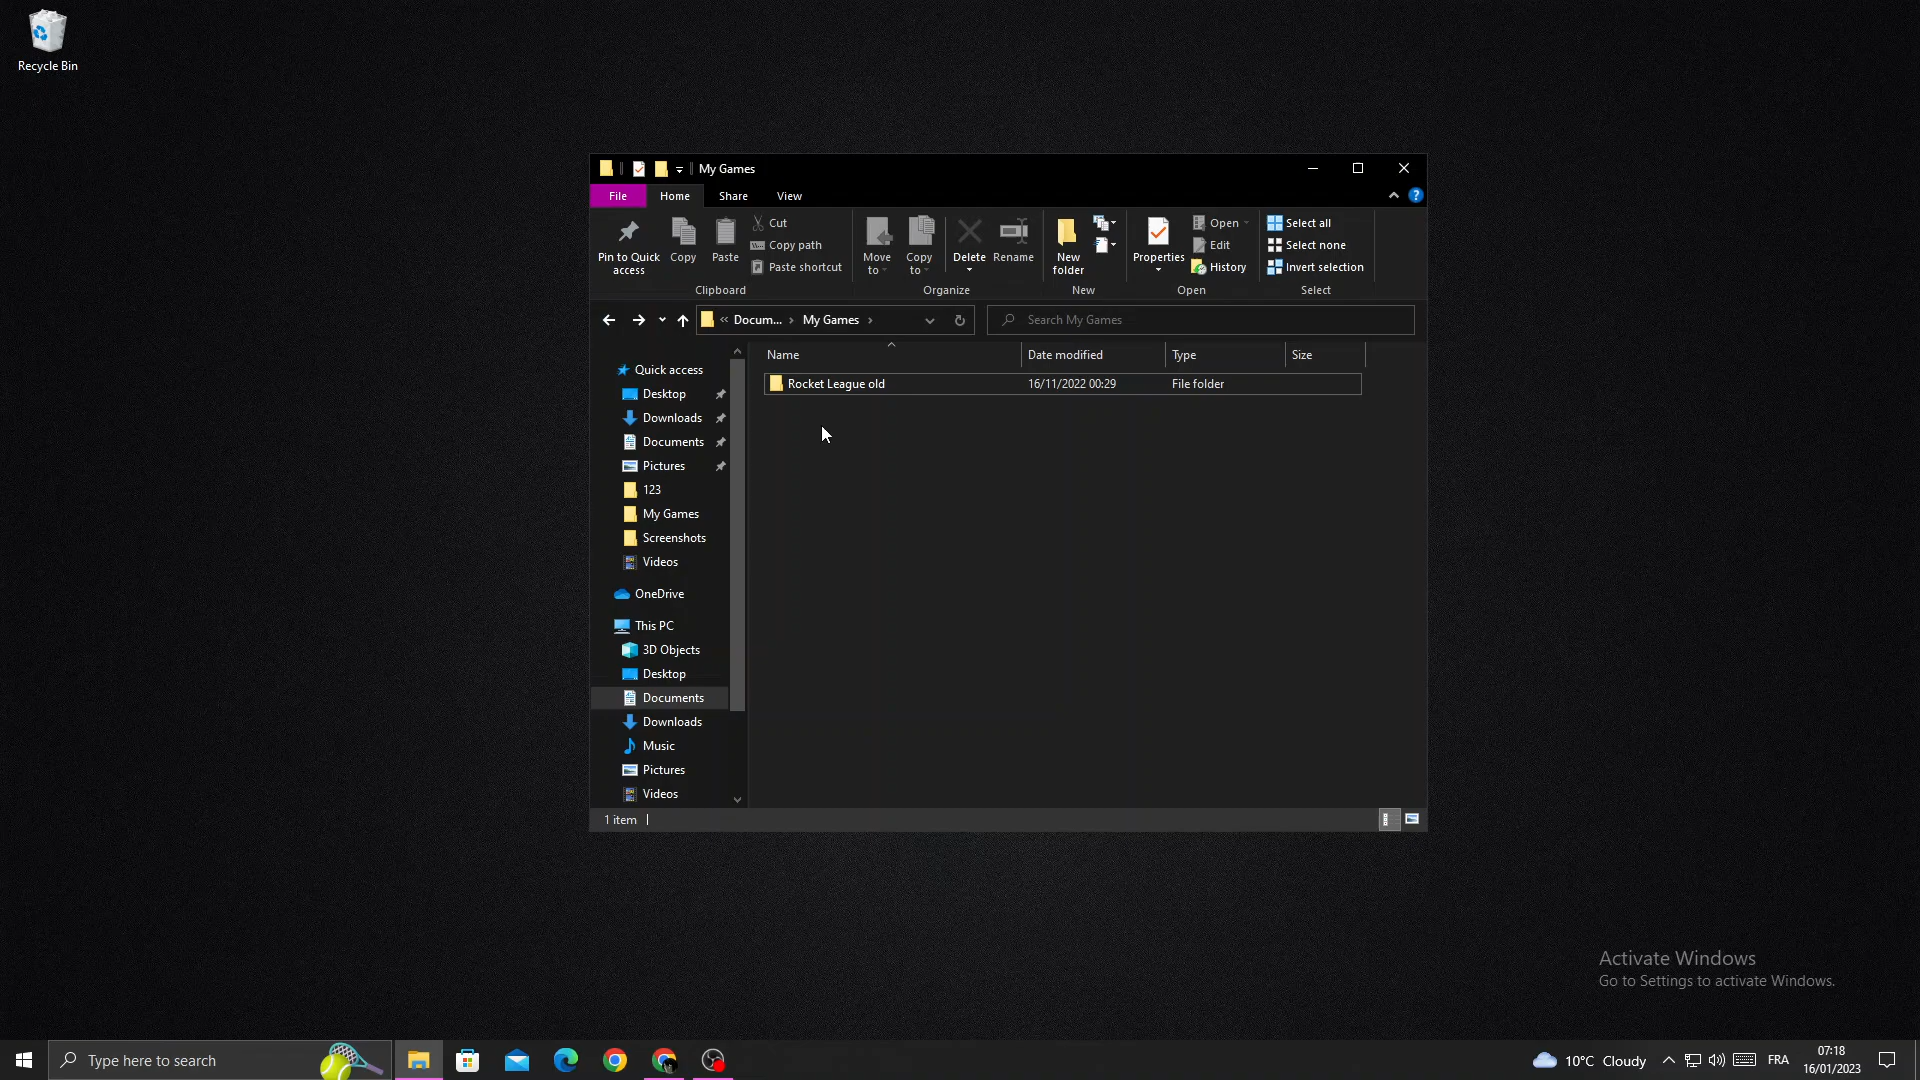 Recycle Bin
My Games
File Home Share View
Pin to Quick access
Copy
Paste
Cut
Copy path
Paste shortcut
Clipboard
Move to
Copy to
Delete
Rename
Organize
New folder
New
Properties
Open
Edit
History
Open
Select all
Select none
Invert selection
Select
« Docum... › My Games ›
Search My Games
Name Date modified Type Size
Rocket League old 16/11/2022 00:29 File folder
Quick access
Desktop
Downloads
Documents
Pictures
123
My Games
Screenshots
Videos
OneDrive
This PC
3D Objects
Desktop
Documents
Downloads
Music
Pictures
Videos
1 item
Activate Windows
Go to Settings to activate Windows.
Type here to search
10°C Cloudy
FRA
07:18
16/01/2023